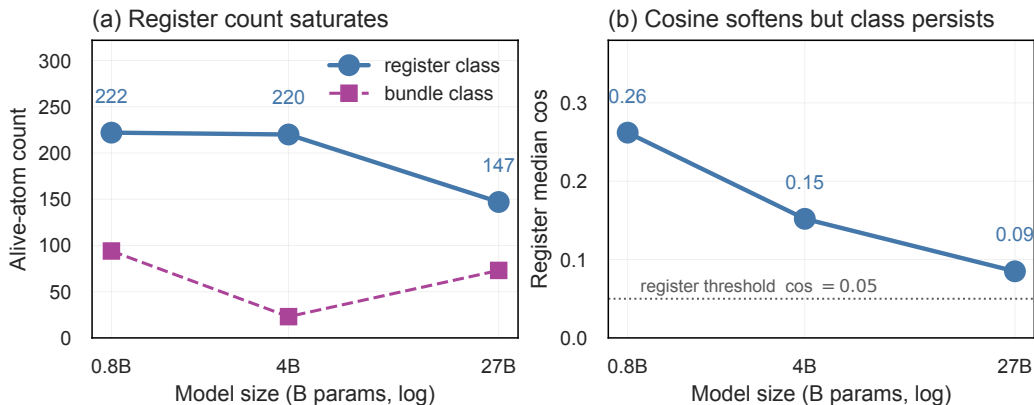 (a) Register count saturates
300
250
200
150
100
50
0
Alive-atom count
register class
bundle class
222
220
147
0.8B
4B
27B
Model size (B params, log)
(b) Cosine softens but class persists
0.3
0.2
0.1
0.0
Register median cos
0.26
0.15
0.09
register threshold cos = 0.05
0.8B
4B
27B
Model size (B params, log)